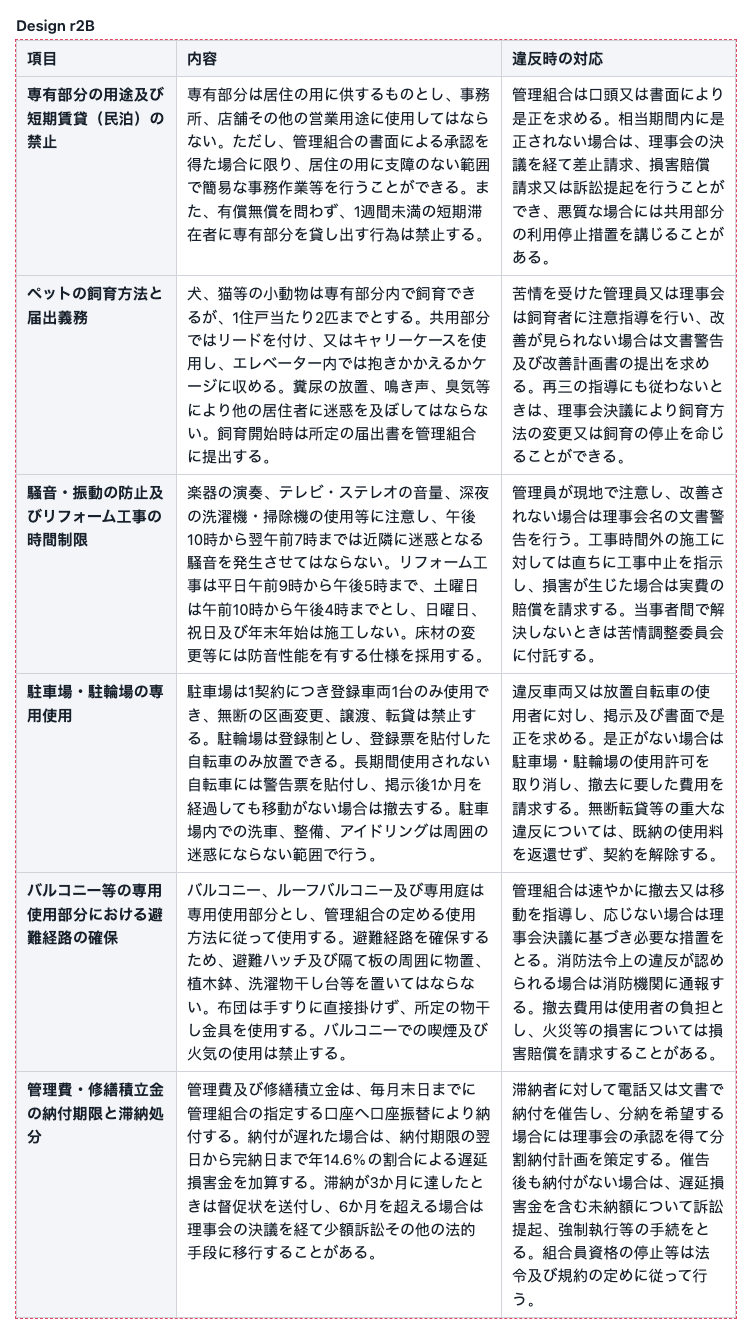 Design r2B
項目
内容
違反時の対応
専有部分の用途及び
短期賃貸（民泊）の
禁止
専有部分は居住の用に供するものとし、事務
所、店舗その他の営業用途に使用してはなら
ない。ただし、管理組合の書面による承認を
得た場合に限り、居住の用に支障のない範囲
で簡易な事務作業等を行うことができる。ま
た、有償無償を問わず、1週間未満の短期滞
在者に専有部分を貸し出す行為は禁止する。
管理組合は口頭又は書面により
是正を求める。相当期間内に是
正されない場合は、理事会の決
議を経て差止請求、損害賠償
請求又は訴訟提起を行うことが
でき、悪質な場合には共用部分
の利用停止措置を講じることが
ある。
ペットの飼育方法と
届出義務
犬、猫等の小動物は専有部分内で飼育でき
るが、1住戸当たり2匹までとする。共用部分
ではリードを付け、又はキャリーケースを使
用し、エレベーター内では抱きかかえるかケ
ージに収める。糞尿の放置、鳴き声、臭気等
により他の居住者に迷惑を及ぼしてはならな
い。飼育開始時は所定の届出書を管理組合
に提出する。
苦情を受けた管理員又は理事会
は飼育者に注意指導を行い、改
善が見られない場合は文書警告
及び改善計画書の提出を求め
る。再三の指導にも従わないと
きは、理事会決議により飼育方
法の変更又は飼育の停止を命じ
ることができる。
騒音・振動の防止及
びリフォーム工事の
時間制限
楽器の演奏、テレビ・ステレオの音量、深夜
の洗濯機・掃除機の使用等に注意し、午後
10時から翌午前7時までは近隣に迷惑となる
騒音を発生させてはならない。リフォーム工
事は平日午前9時から午後5時まで、土曜日
は午前10時から午後4時までとし、日曜日、
祝日及び年末年始は施工しない。床材の変
更等には防音性能を有する仕様を採用する。
管理員が現地で注意し、改善さ
れない場合は理事会名の文書警
告を行う。工事時間外の施工に
対しては直ちに工事中止を指示
し、損害が生じた場合は実費の
賠償を請求する。当事者間で解
決しないときは苦情調整委員会
に付託する。
駐車場・駐輪場の専
用使用
駐車場は1契約につき登録車両1台のみ使用で
き、無断の区画変更、譲渡、転貸は禁止す
る。駐輪場は登録制とし、登録票を貼付した
自転車のみ放置できる。長期間使用されない
自転車には警告票を貼付し、掲示後1か月を
経過しても移動がない場合は撤去する。駐車
場内での洗車、整備、アイドリングは周囲の
迷惑にならない範囲で行う。
違反車両又は放置自転車の使
用者に対し、掲示及び書面で是
正を求める。是正がない場合は
駐車場・駐輪場の使用許可を
取り消し、撤去に要した費用を
請求する。無断転貸等の重大な
違反については、既納の使用料
を返還せず、契約を解除する。
バルコニー等の専用
使用部分における避
難経路の確保
バルコニー、ルーフバルコニー及び専用庭は
専用使用部分とし、管理組合の定める使用
方法に従って使用する。避難経路を確保する
ため、避難ハッチ及び隔て板の周囲に物置、
植木鉢、洗濯物干し台等を置いてはならな
い。布団は手すりに直接掛けず、所定の物干
し金具を使用する。バルコニーでの喫煙及び
火気の使用は禁止する。
管理組合は速やかに撤去又は移
動を指導し、応じない場合は理
事会決議に基づき必要な措置を
とる。消防法令上の違反が認め
られる場合は消防機関に通報す
る。撤去費用は使用者の負担と
し、火災等の損害については損
害賠償を請求することがある。
管理費・修繕積立金
の納付期限と滞納処
分
管理費及び修繕積立金は、毎月末日までに
管理組合の指定する口座へ口座振替により納
付する。納付が遅れた場合は、納付期限の翌
日から完納日まで年14.6%の割合による遅延
損害金を加算する。滞納が3か月に達したと
きは督促状を送付し、6か月を超える場合は
理事会の決議を経て少額訴訟その他の法的
手段に移行することがある。
滞納者に対して電話又は文書で
納付を催告し、分納を希望する
場合には理事会の承認を得て分
割納付計画を策定する。催告
後も納付がない場合は、遅延損
害金を含む未納額について訴訟
提起、強制執行等の手続をと
る。組合員資格の停止等は法
令及び規約の定めに従って行
う。